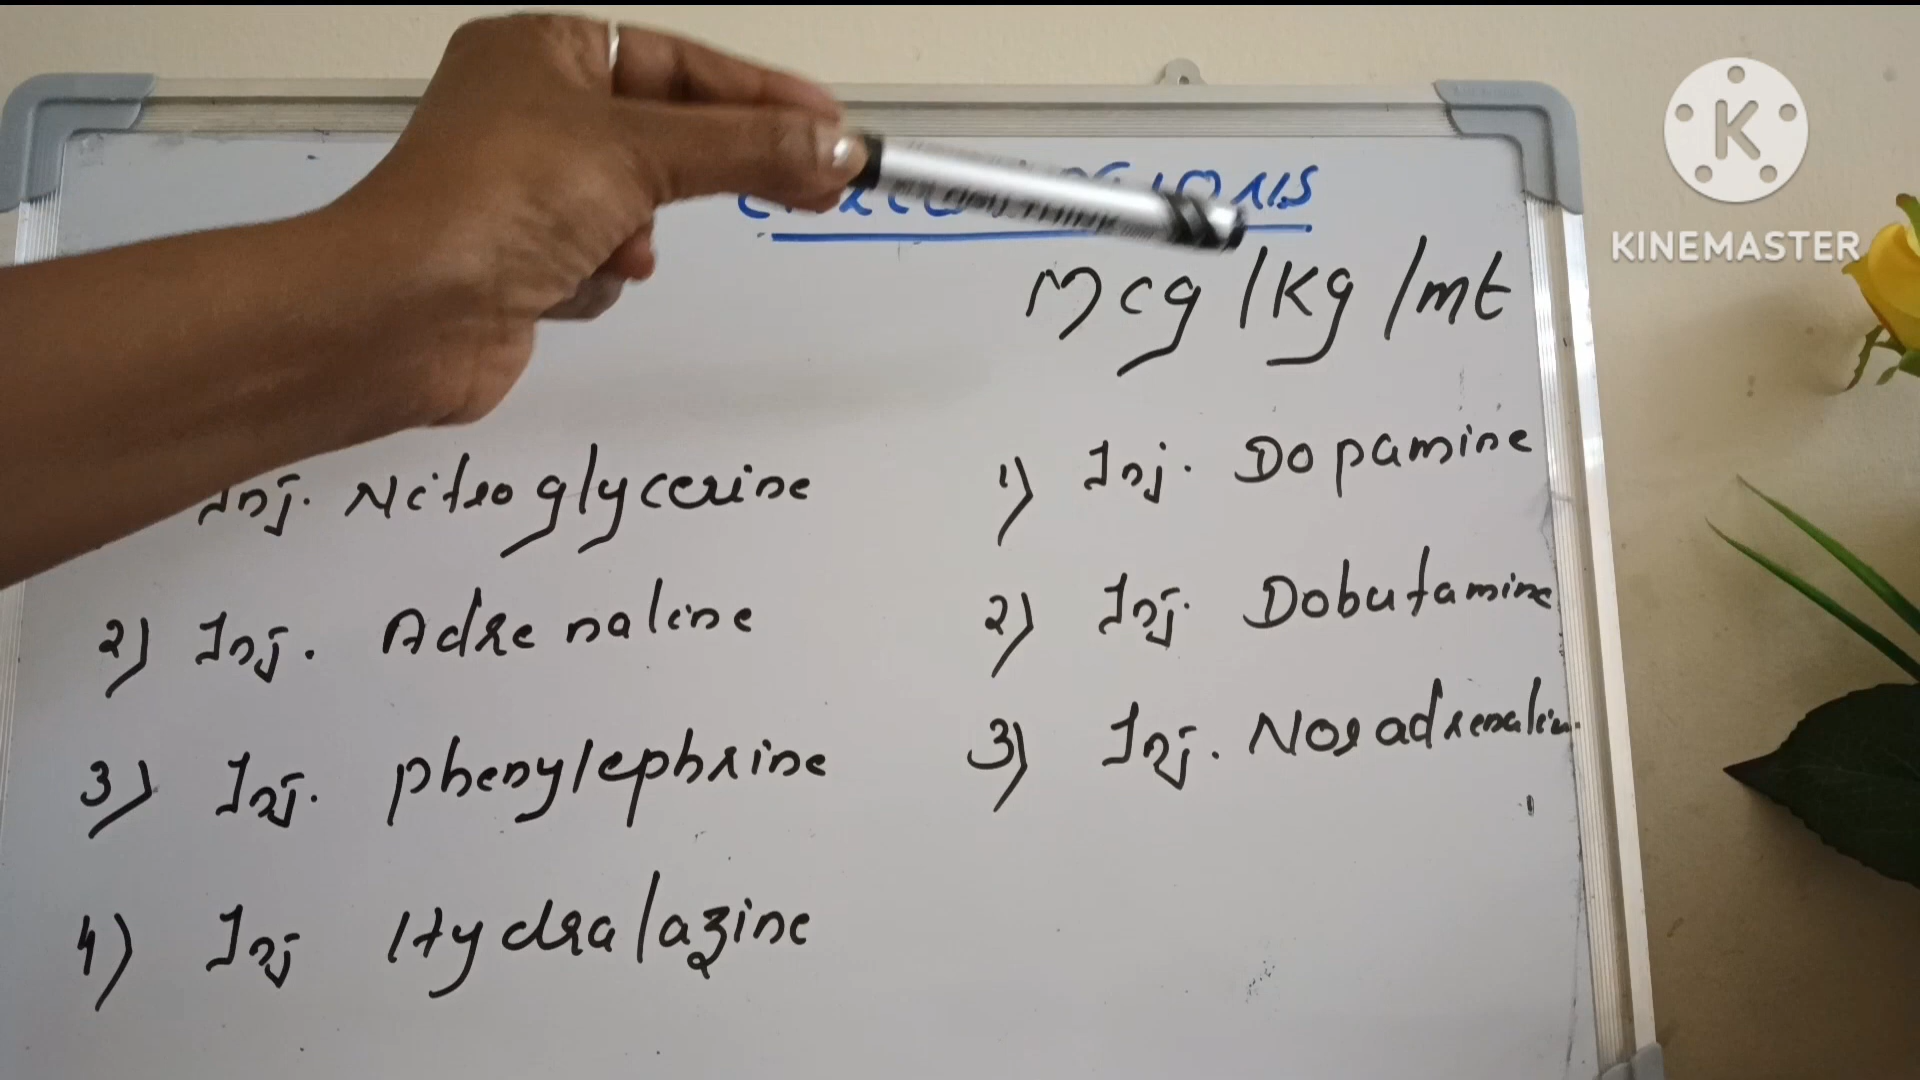 Mcg/Kg/mt
Inj. Nitroglycerine
2) Inj. Adrenaline
3) Inj. phenylephrine
4) Inj Hydralazine
1) Inj. Dopamine
2) Inj. Dobutamine
3) Inj. Noradrenalin.
K
KINEMASTER